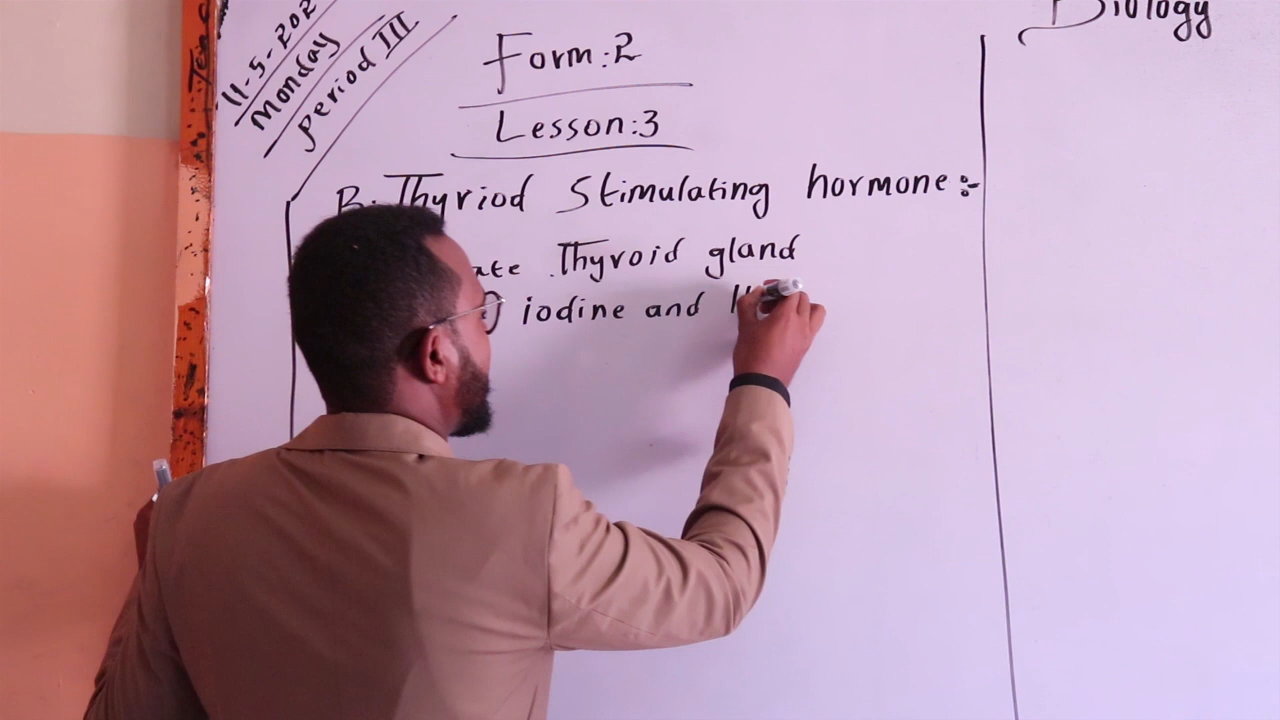 11-5-202
Monday
Period III
Biology
Form:2
Lesson:3
B. Thyriod Stimulating hormone:-
Thyroid gland
iodine and